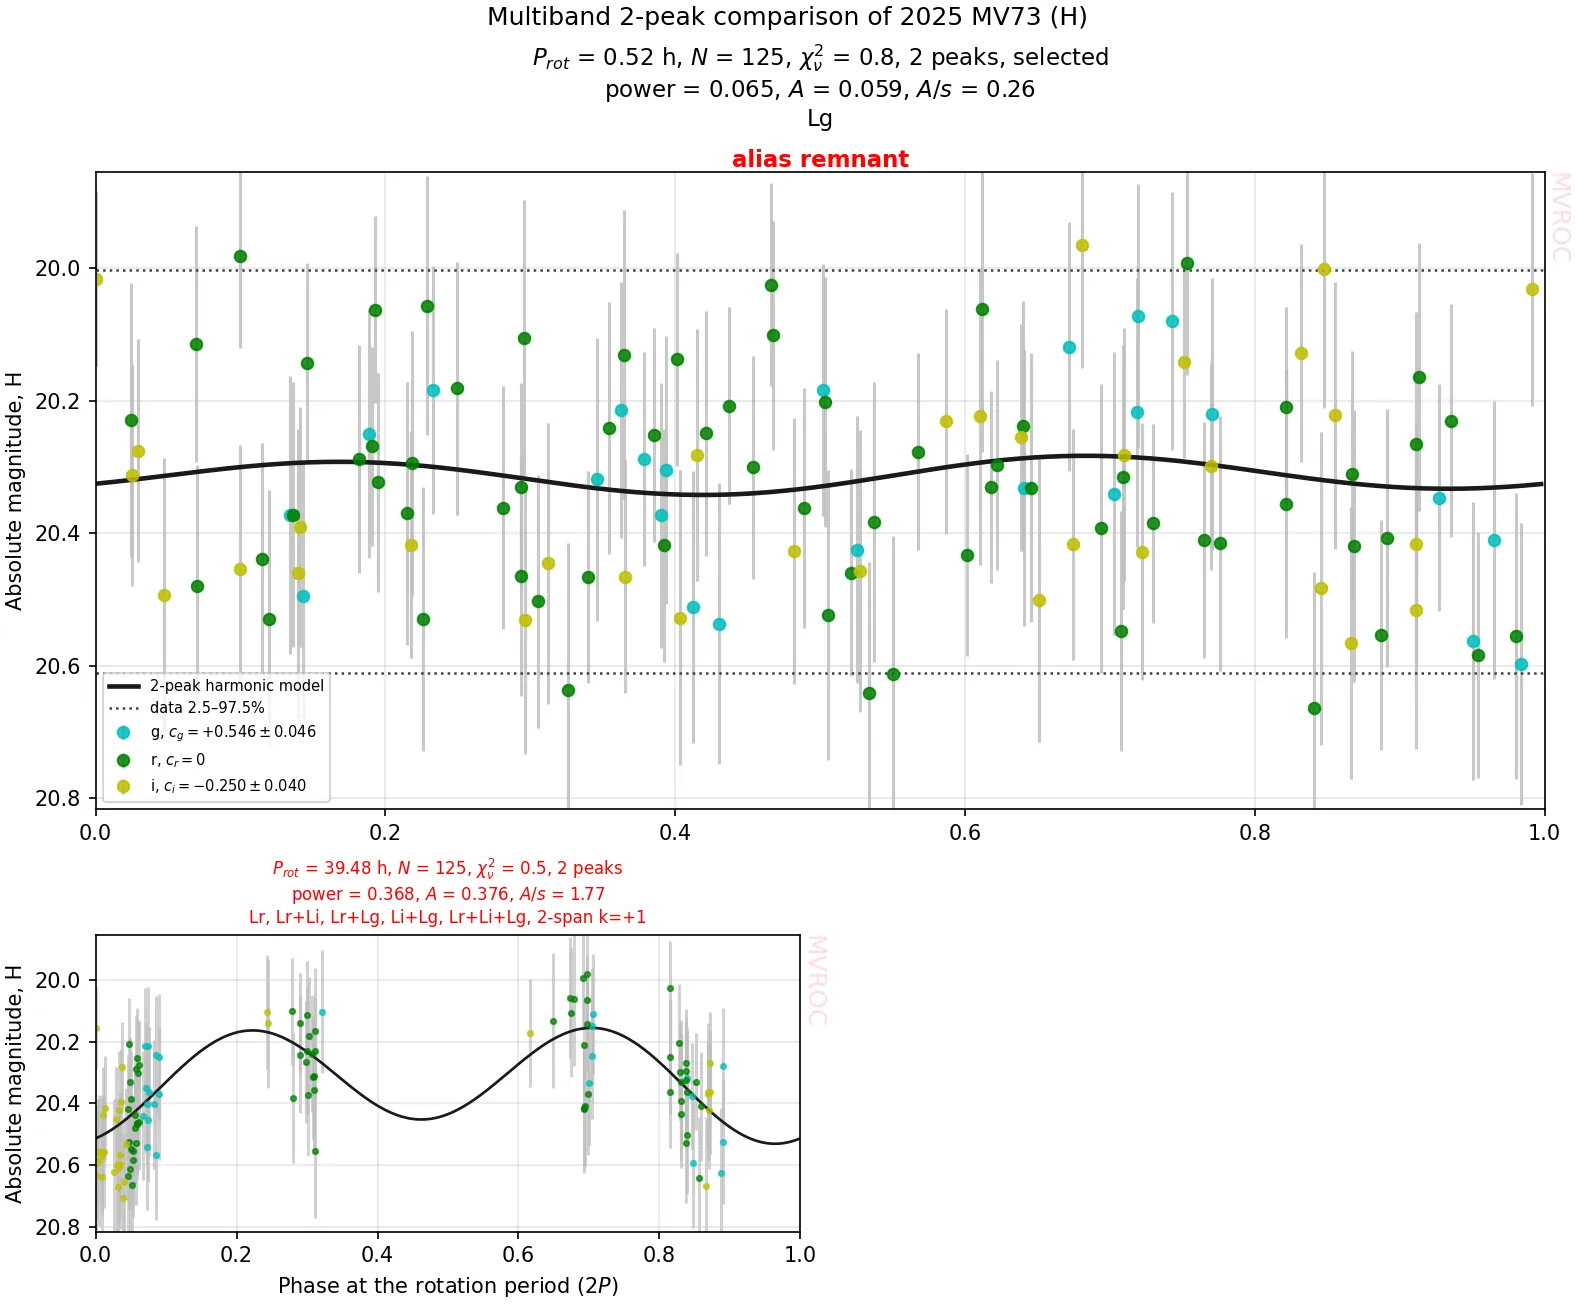 Multiband 2-peak comparison of 2025 MV73 (H)
P_rot = 0.52 h, N = 125, χ²_ν = 0.8, 2 peaks, selected
power = 0.065, A = 0.059, A/s = 0.26
Lg
alias remnant
MVROC
Absolute magnitude, H
20.0
20.2
20.4
20.6
20.8
2-peak harmonic model
data 2.5–97.5%
g, c_g = +0.546 ± 0.046
r, c_r = 0
i, c_i = −0.250 ± 0.040
0.0 0.2 0.4 0.6 0.8 1.0
P_rot = 39.48 h, N = 125, χ²_ν = 0.5, 2 peaks
power = 0.368, A = 0.376, A/s = 1.77
Lr, Lr+Li, Lr+Lg, Li+Lg, Lr+Li+Lg, 2-span k=+1
MVROC
Absolute magnitude, H
20.0
20.2
20.4
20.6
20.8
0.0 0.2 0.4 0.6 0.8 1.0
Phase at the rotation period (2P)